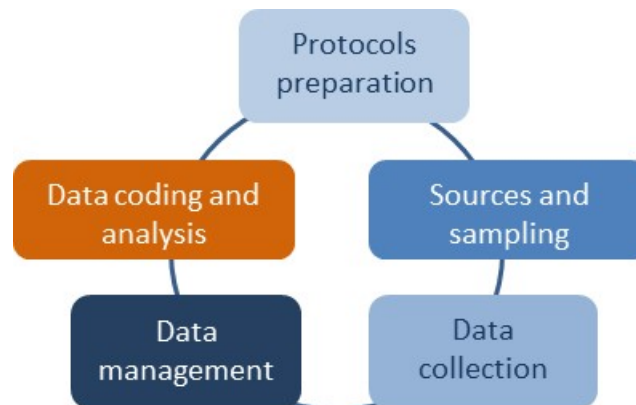 Protocols
preparation
Sources and
sampling
Data
collection
Data
management
Data coding and
analysis